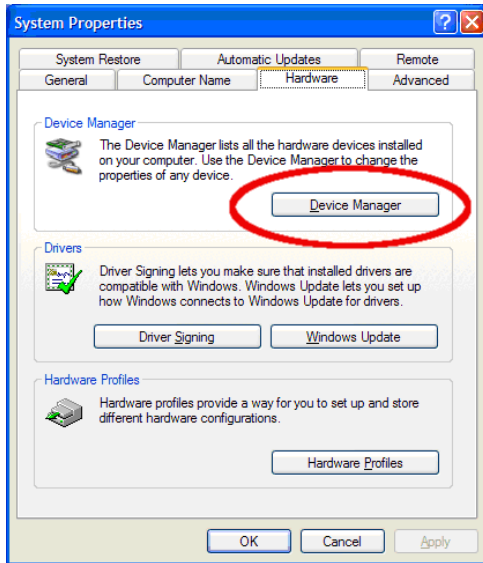 System Properties
System Restore
Automatic Updates
Remote
General
Computer Name
Hardware
Advanced
Device Manager
The Device Manager lists all the hardware devices installed
on your computer. Use the Device Manager to change the
properties of any device.
Device Manager
Drivers
Driver Signing lets you make sure that installed drivers are
compatible with Windows. Windows Update lets you set up
how Windows connects to Windows Update for drivers.
Driver Signing
Windows Update
Hardware Profiles
Hardware profiles provide a way for you to set up and store
different hardware configurations.
Hardware Profiles
OK
Cancel
Apply